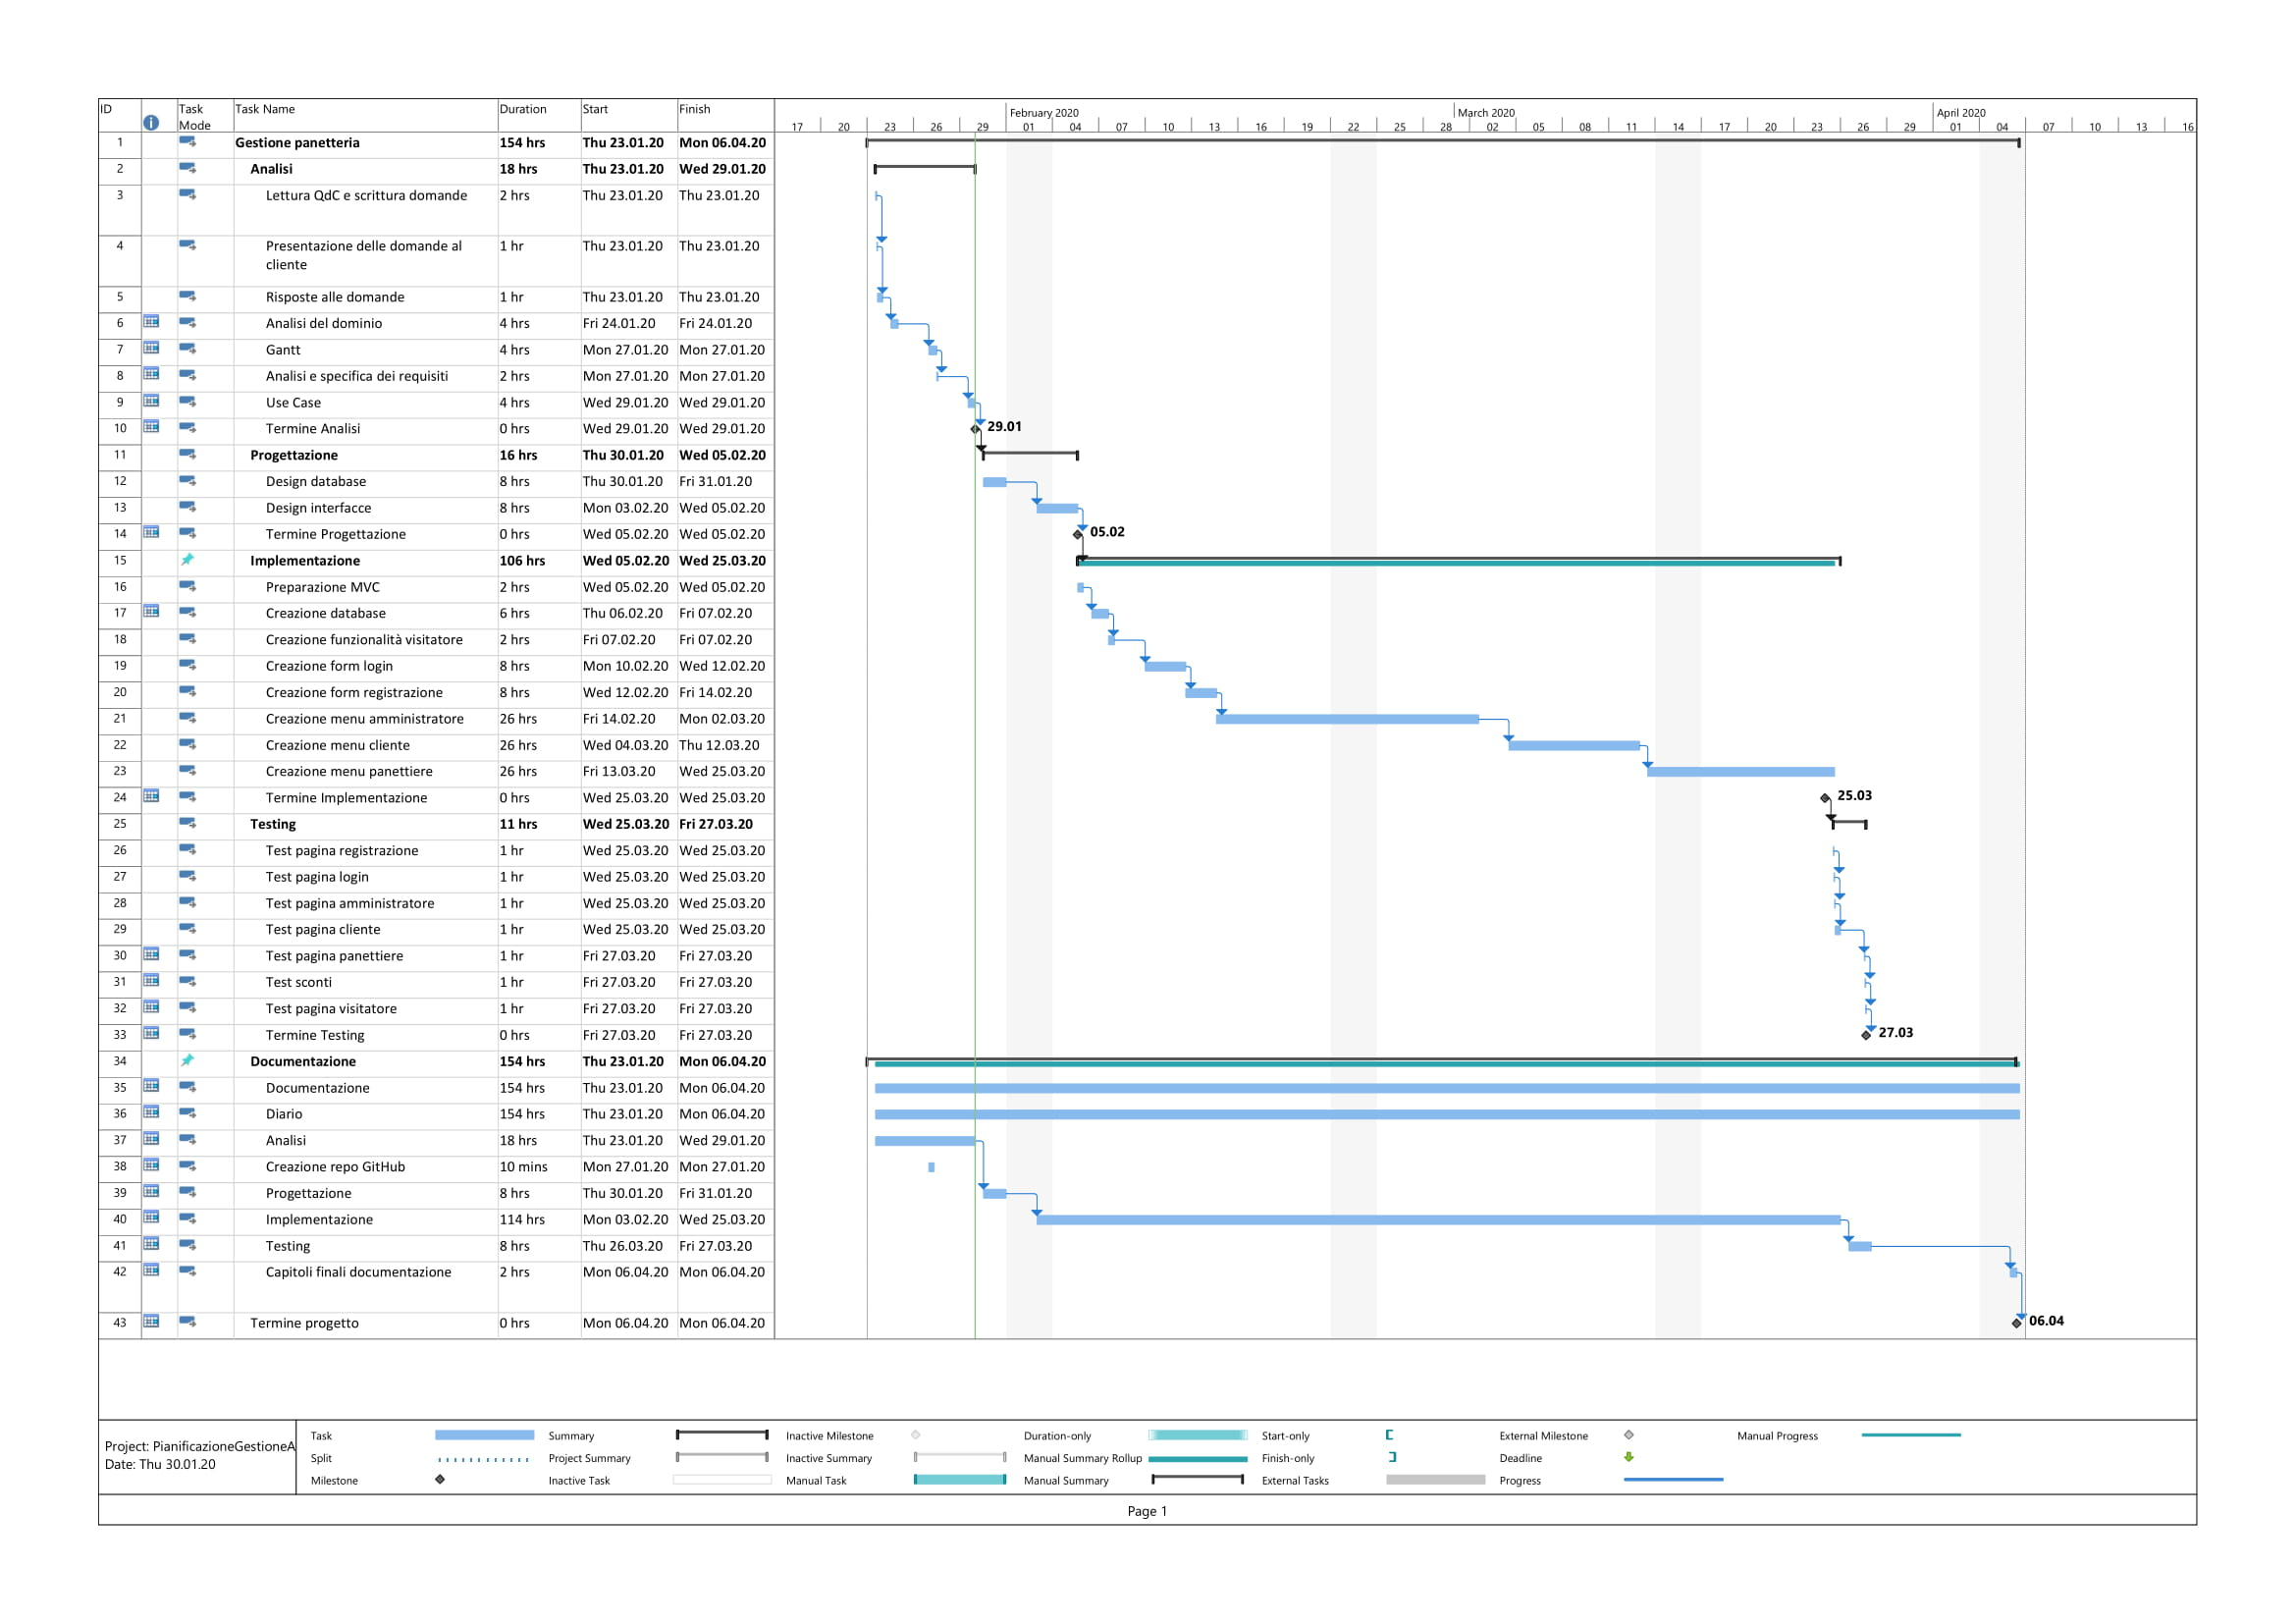 ID Task Mode Task Name Duration Start Finish
February 2020 March 2020 April 2020
17 20 23 26 29 01 04 07 10 13 16 19 22 25 28 02 05 08 11 14 17 20 23 26 29 01 04 07 10 13 16
1 Gestione panetteria 154 hrs Thu 23.01.20 Mon 06.04.20
2 Analisi 18 hrs Thu 23.01.20 Wed 29.01.20
3 Lettura QdC e scrittura domande 2 hrs Thu 23.01.20 Thu 23.01.20
4 Presentazione delle domande al 1 hr Thu 23.01.20 Thu 23.01.20
cliente
5 Risposte alle domande 1 hr Thu 23.01.20 Thu 23.01.20
6 Analisi del dominio 4 hrs Fri 24.01.20 Fri 24.01.20
7 Gantt 4 hrs Mon 27.01.20 Mon 27.01.20
8 Analisi e specifica dei requisiti 2 hrs Mon 27.01.20 Mon 27.01.20
9 Use Case 4 hrs Wed 29.01.20 Wed 29.01.20
10 Termine Analisi 0 hrs Wed 29.01.20 Wed 29.01.20 29.01
11 Progettazione 16 hrs Thu 30.01.20 Wed 05.02.20
12 Design database 8 hrs Thu 30.01.20 Fri 31.01.20
13 Design interfacce 8 hrs Mon 03.02.20 Wed 05.02.20
14 Termine Progettazione 0 hrs Wed 05.02.20 Wed 05.02.20 05.02
15 Implementazione 106 hrs Wed 05.02.20 Wed 25.03.20
16 Preparazione MVC 2 hrs Wed 05.02.20 Wed 05.02.20
17 Creazione database 6 hrs Thu 06.02.20 Fri 07.02.20
18 Creazione funzionalità visitatore 2 hrs Fri 07.02.20 Fri 07.02.20
19 Creazione form login 8 hrs Mon 10.02.20 Wed 12.02.20
20 Creazione form registrazione 8 hrs Wed 12.02.20 Fri 14.02.20
21 Creazione menu amministratore 26 hrs Fri 14.02.20 Mon 02.03.20
22 Creazione menu cliente 26 hrs Wed 04.03.20 Thu 12.03.20
23 Creazione menu panettiere 26 hrs Fri 13.03.20 Wed 25.03.20
24 Termine Implementazione 0 hrs Wed 25.03.20 Wed 25.03.20 25.03
25 Testing 11 hrs Wed 25.03.20 Fri 27.03.20
26 Test pagina registrazione 1 hr Wed 25.03.20 Wed 25.03.20
27 Test pagina login 1 hr Wed 25.03.20 Wed 25.03.20
28 Test pagina amministratore 1 hr Wed 25.03.20 Wed 25.03.20
29 Test pagina cliente 1 hr Wed 25.03.20 Wed 25.03.20
30 Test pagina panettiere 1 hr Fri 27.03.20 Fri 27.03.20
31 Test sconti 1 hr Fri 27.03.20 Fri 27.03.20
32 Test pagina visitatore 1 hr Fri 27.03.20 Fri 27.03.20
33 Termine Testing 0 hrs Fri 27.03.20 Fri 27.03.20 27.03
34 Documentazione 154 hrs Thu 23.01.20 Mon 06.04.20
35 Documentazione 154 hrs Thu 23.01.20 Mon 06.04.20
36 Diario 154 hrs Thu 23.01.20 Mon 06.04.20
37 Analisi 18 hrs Thu 23.01.20 Wed 29.01.20
38 Creazione repo GitHub 10 mins Mon 27.01.20 Mon 27.01.20
39 Progettazione 8 hrs Thu 30.01.20 Fri 31.01.20
40 Implementazione 114 hrs Mon 03.02.20 Wed 25.03.20
41 Testing 8 hrs Thu 26.03.20 Fri 27.03.20
42 Capitoli finali documentazione 2 hrs Mon 06.04.20 Mon 06.04.20
43 Termine progetto 0 hrs Mon 06.04.20 Mon 06.04.20 06.04
Project: PianificazioneGestioneA
Date: Thu 30.01.20
Task Summary Inactive Milestone Duration-only Start-only External Milestone Manual Progress
Split Project Summary Inactive Summary Manual Summary Rollup Finish-only Deadline
Milestone Inactive Task Manual Task Manual Summary External Tasks Progress
Page 1